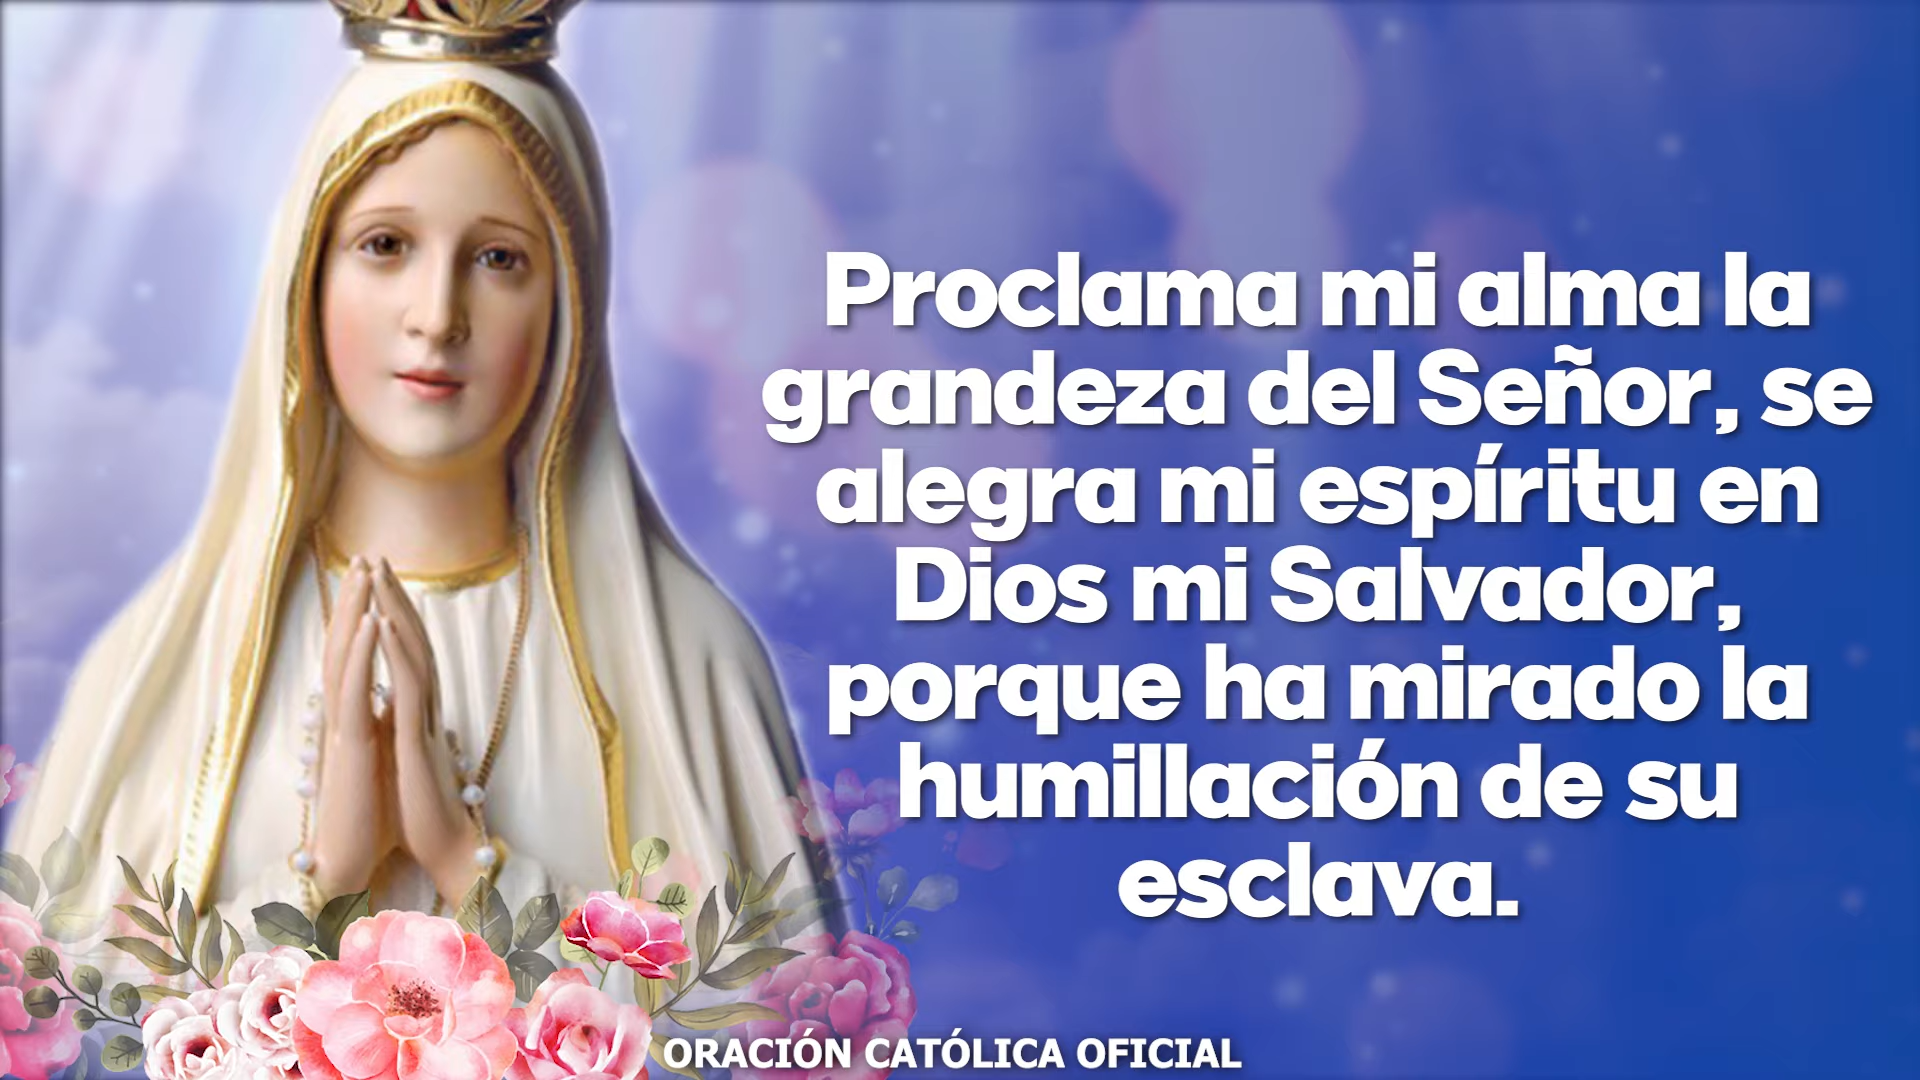 Proclama mi alma la
grandeza del Señor, se
alegra mi espíritu en
Dios mi Salvador,
porque ha mirado la
humillación de su
esclava.
ORACIÓN CATÓLICA OFICIAL